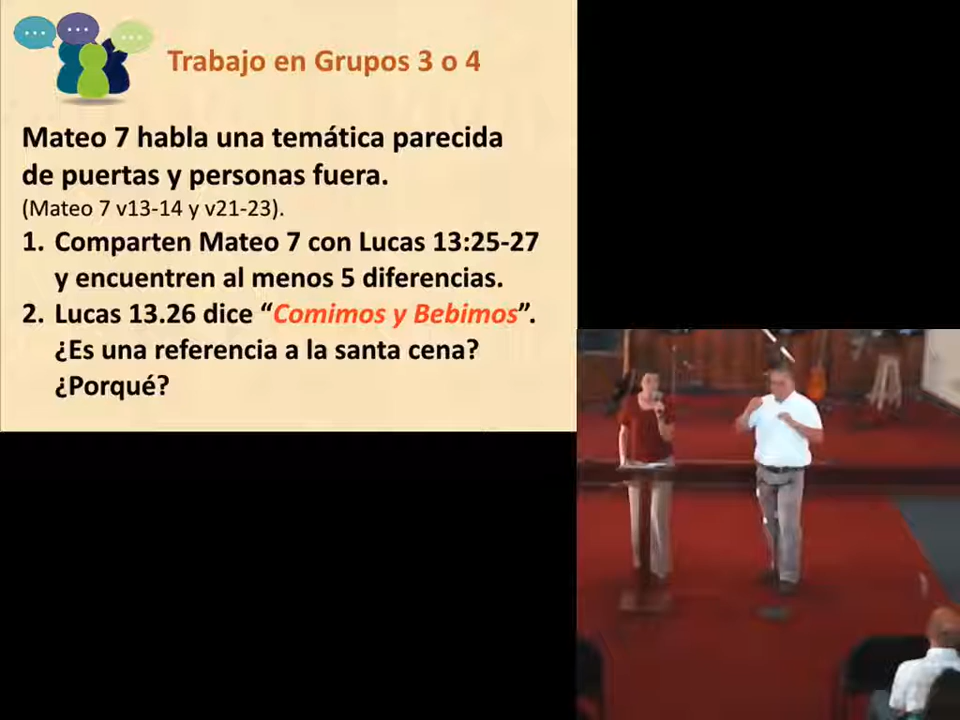 Trabajo en Grupos 3 o 4
Mateo 7 habla una temática parecida
de puertas y personas fuera.
(Mateo 7 v13-14 y v21-23).
1. Comparten Mateo 7 con Lucas 13:25-27
y encuentren al menos 5 diferencias.
2. Lucas 13.26 dice “Comimos y Bebimos”.
¿Es una referencia a la santa cena?
¿Porqué?